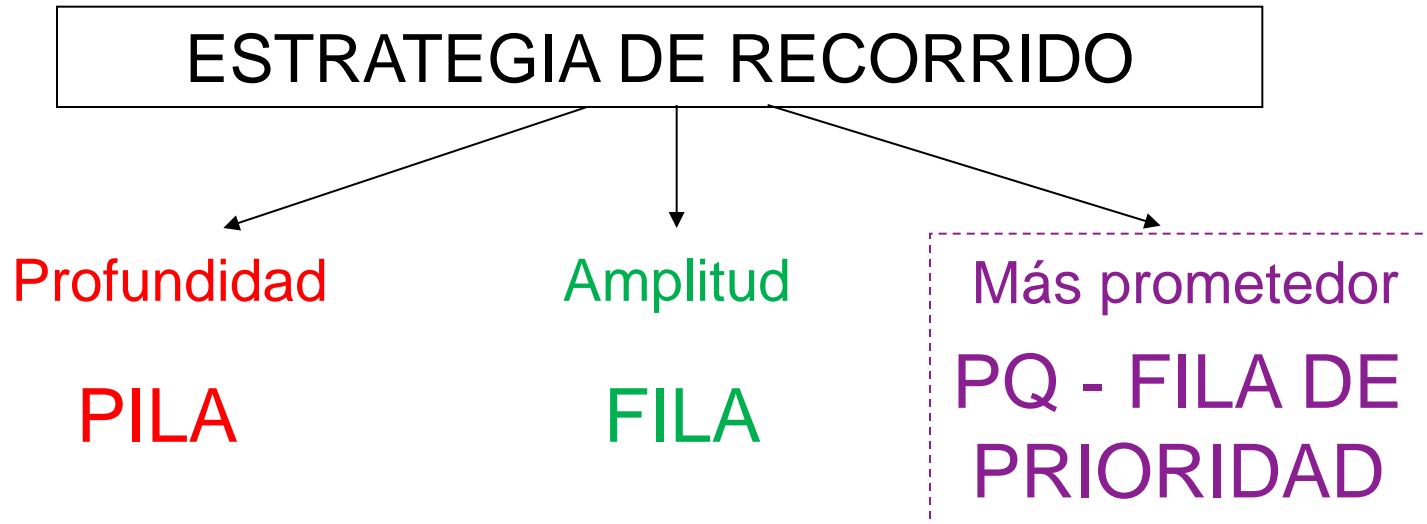 ESTRATEGIA DE RECORRIDO
Profundidad
PILA
Amplitud
FILA
Más prometedor
PQ - FILA DE
PRIORIDAD